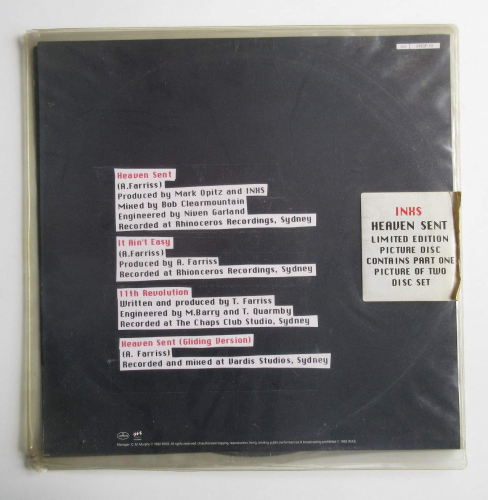 Heaven Sent
(A.Farriss)
Produced by Mark Opitz and INXS
Mixed by Bob Clearmountain
Engineered by Niven Garland
Recorded at Rhinoceros Recordings, Sydney
It Ain't Easy
(A.Farriss)
Produced by A. Farriss
Recorded at Rhionceros Recordings, Sydney
11th Revolution
Written and produced by T. Farriss
Engineered by M.Barry and T. Quarmby
Recorded at The Chaps Club Studio, Sydney
Heaven Sent (Gliding Version)
(A. Farriss)
Recorded and mixed at Vardis Studios, Sydney
INXS
HEAVEN SENT
LIMITED EDITION
PICTURE DISC
CONTAINS PART ONE
PICTURE OF TWO
DISC SET